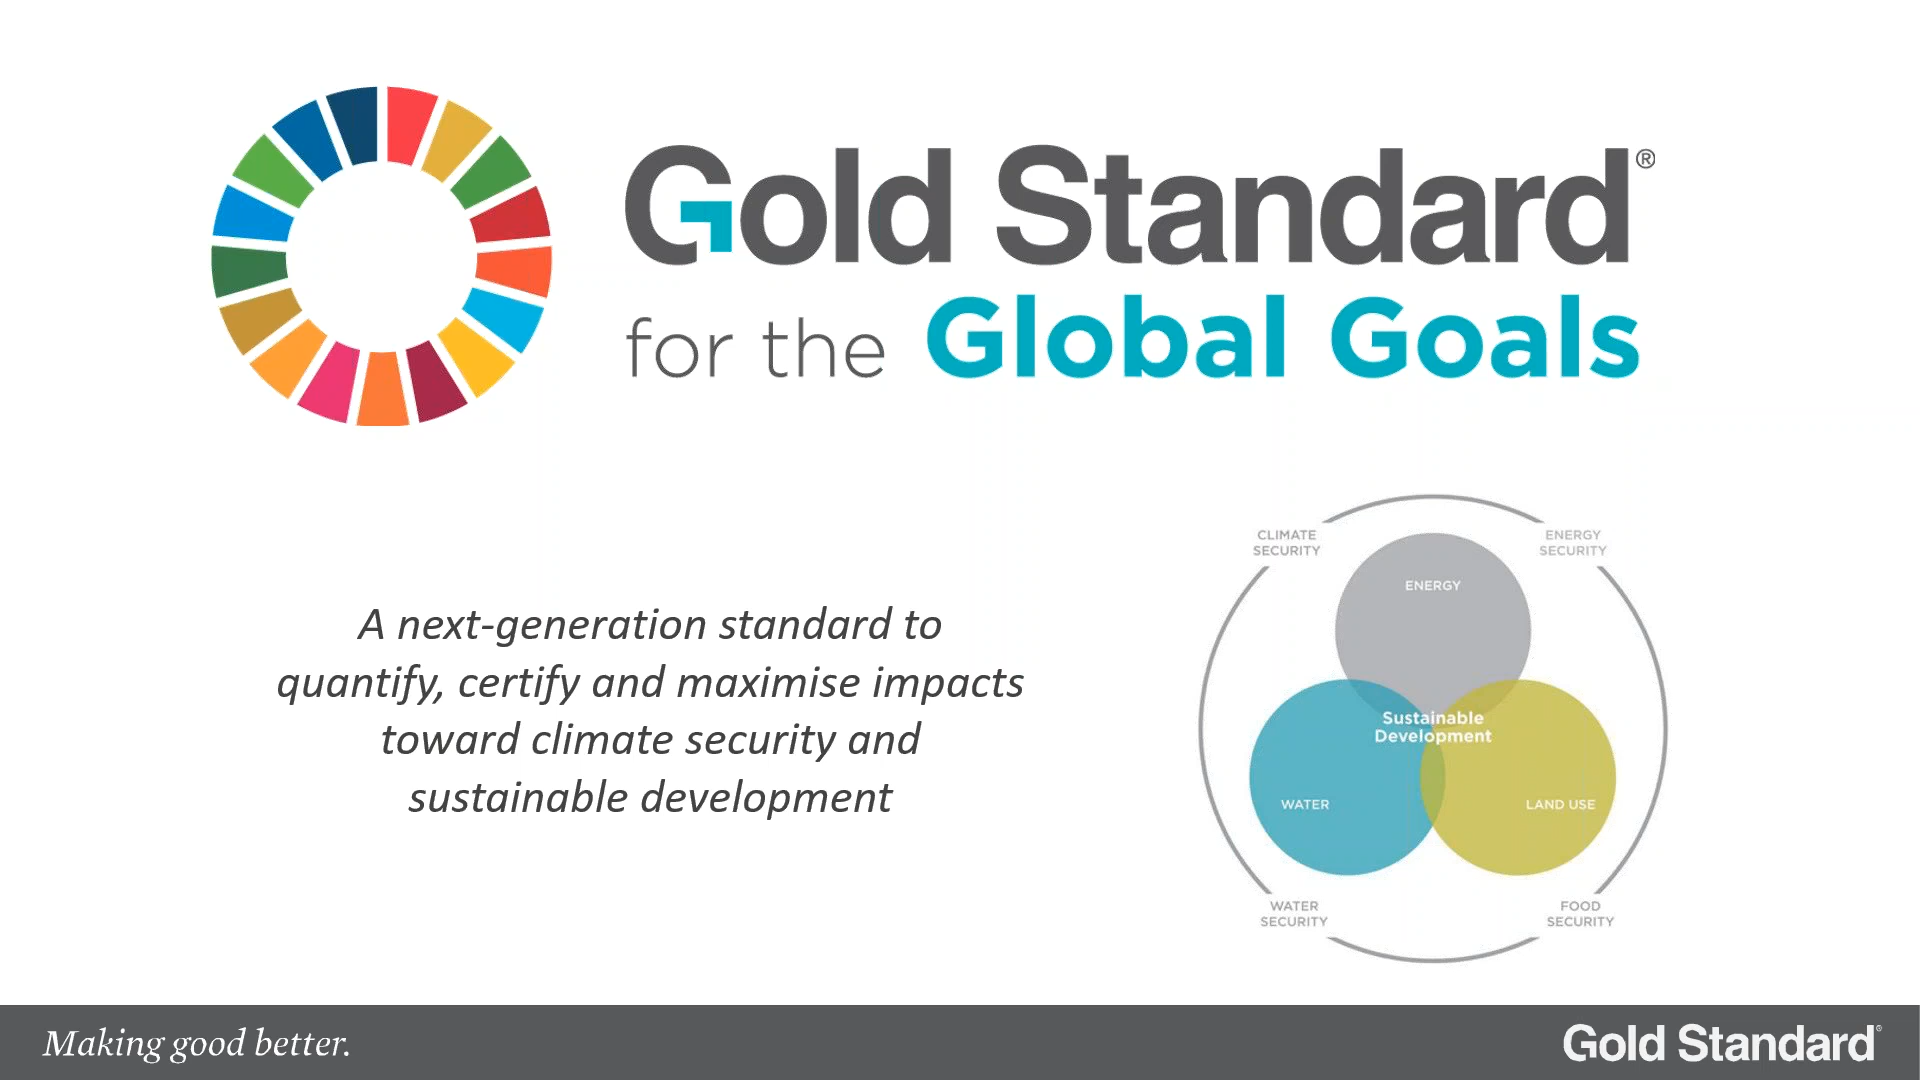 Gold Standard®
for the Global Goals
A next-generation standard to
quantify, certify and maximise impacts
toward climate security and
sustainable development
CLIMATE
SECURITY
ENERGY
SECURITY
ENERGY
Sustainable
Development
WATER
LAND USE
WATER
SECURITY
FOOD
SECURITY
Making good better.
Gold Standard®